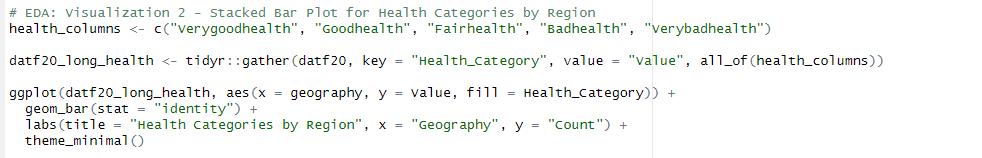 # EDA: Visualization 2 - Stacked Bar Plot for Health Categories by Region
health_columns <- c("Verygoodhealth", "Goodhealth", "Fairhealth", "Badhealth", "Verybadhealth")
datf20_long_health <- tidyr::gather(datf20, key = "Health_Category", value = "Value", all_of(health_columns))
ggplot(datf20_long_health, aes(x = geography, y = Value, fill = Health_Category)) +
  geom_bar(stat = "identity") +
  labs(title = "Health Categories by Region", x = "Geography", y = "Count") +
  theme_minimal()